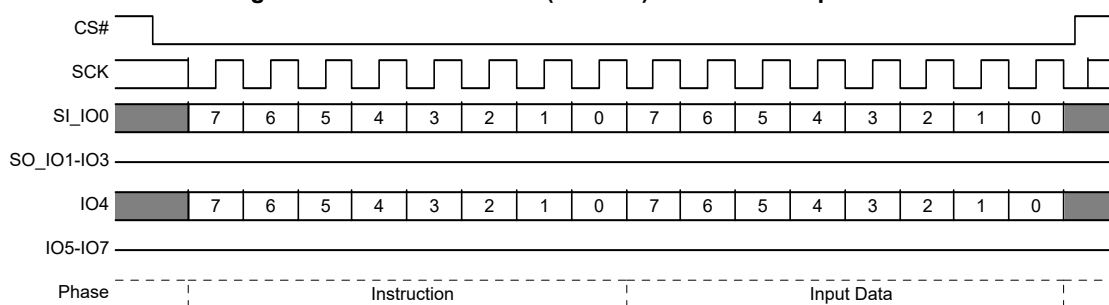 CS#
SCK
SI_IO0 7 6 5 4 3 2 1 0 7 6 5 4 3 2 1 0
SO_IO1-IO3
IO4 7 6 5 4 3 2 1 0 7 6 5 4 3 2 1 0
IO5-IO7
Phase Instruction Input Data